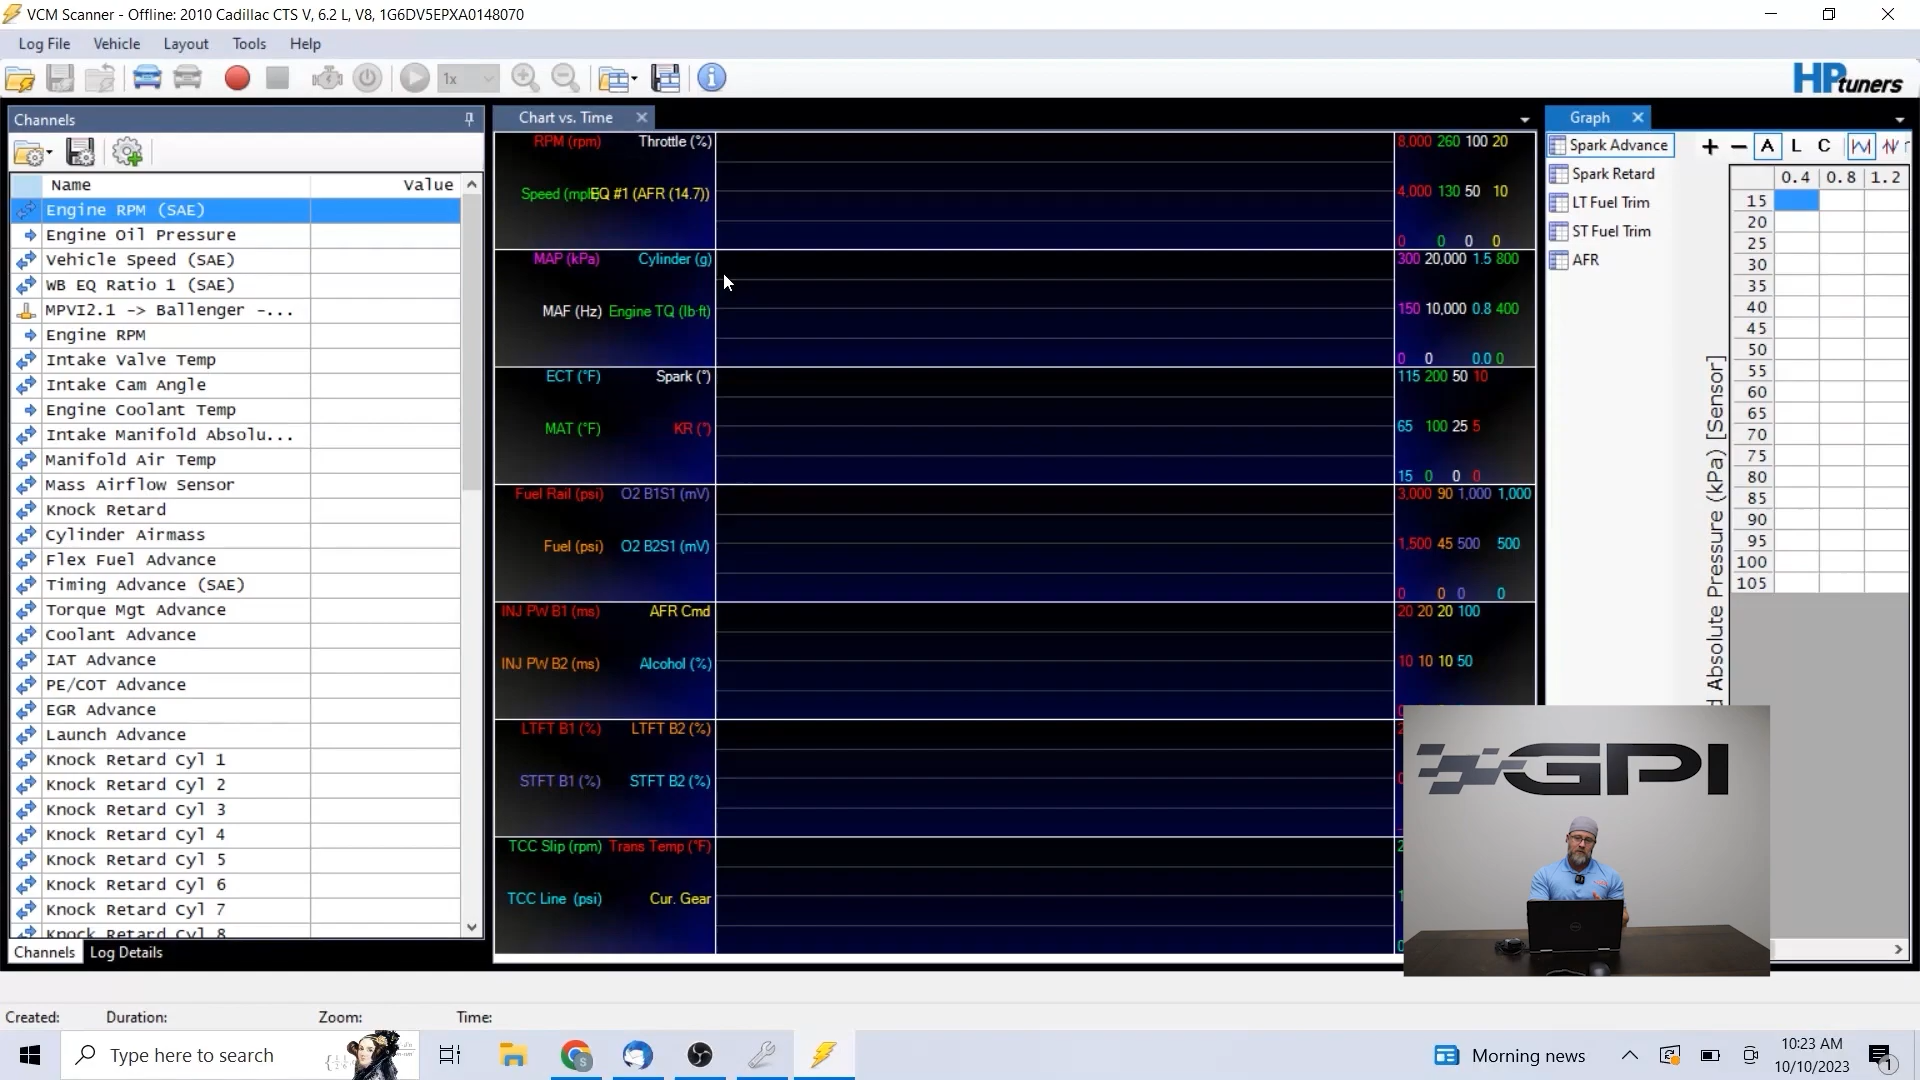 VCM Scanner - Offline: 2010 Cadillac CTS V, 6.2 L, V8, 1G6DV5EPXA0148070
Log File Vehicle Layout Tools Help
1x
HPtuners
Channels
Name Value
Engine RPM (SAE)
Engine Oil Pressure
Vehicle Speed (SAE)
WB EQ Ratio 1 (SAE)
MPVI2.1 -> Ballenger -...
Engine RPM
Intake Valve Temp
Intake Cam Angle
Engine Coolant Temp
Intake Manifold Absolu...
Manifold Air Temp
Mass Airflow Sensor
Knock Retard
Cylinder Airmass
Flex Fuel Advance
Timing Advance (SAE)
Torque Mgt Advance
Coolant Advance
IAT Advance
PE/COT Advance
EGR Advance
Launch Advance
Knock Retard Cyl 1
Knock Retard Cyl 2
Knock Retard Cyl 3
Knock Retard Cyl 4
Knock Retard Cyl 5
Knock Retard Cyl 6
Knock Retard Cyl 7
Knock Retard Cyl 8
Channels Log Details
Chart vs. Time
RPM (rpm) Throttle (%) 8,000 260 100 20
Speed (mph) EQ #1 (AFR (14.7)) 4,000 130 50 10
0 0 0 0
MAP (kPa) Cylinder (g) 300 20,000 1.5 800
MAF (Hz) Engine TQ (lb·ft) 150 10,000 0.8 400
0 0 0.0 0
ECT (°F) Spark (°) 115 200 50 10
MAT (°F) KR (°) 65 100 25 5
15 0 0 0
Fuel Rail (psi) O2 B1S1 (mV) 3,000 90 1,000 1,000
Fuel (psi) O2 B2S1 (mV) 1,500 45 500 500
0 0 0 0
INJ PW B1 (ms) AFR Cmd 20 20 20 100
INJ PW B2 (ms) Alcohol (%) 10 10 10 50
LTFT B1 (%) LTFT B2 (%)
STFT B1 (%) STFT B2 (%)
TCC Slip (rpm) Trans Temp (°F)
TCC Line (psi) Cur. Gear
Graph
Spark Advance
Spark Retard
LT Fuel Trim
ST Fuel Trim
AFR
+ - A L C
0.4 0.8 1.2
15
20
25
30
35
40
45
50
55
60
65
70
75
80
85
90
95
100
105
Absolute Pressure (kPa) [Sensor]
GPI
Created: Duration: Zoom: Time:
Type here to search
Morning news
10:23 AM
10/10/2023
1